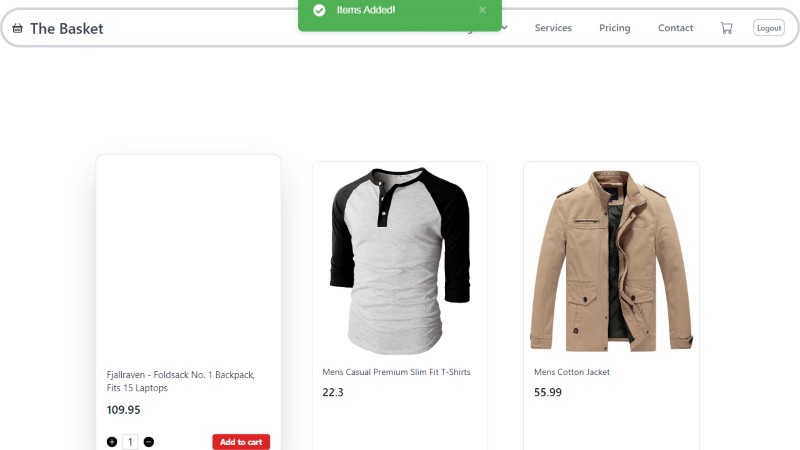 Items Added!
×
The Basket
Services
Pricing
Contact
Logout
Fjallraven - Foldsack No. 1 Backpack,
Fits 15 Laptops
109.95
1
Add to cart
Mens Casual Premium Slim Fit T-Shirts
22.3
Mens Cotton Jacket
55.99